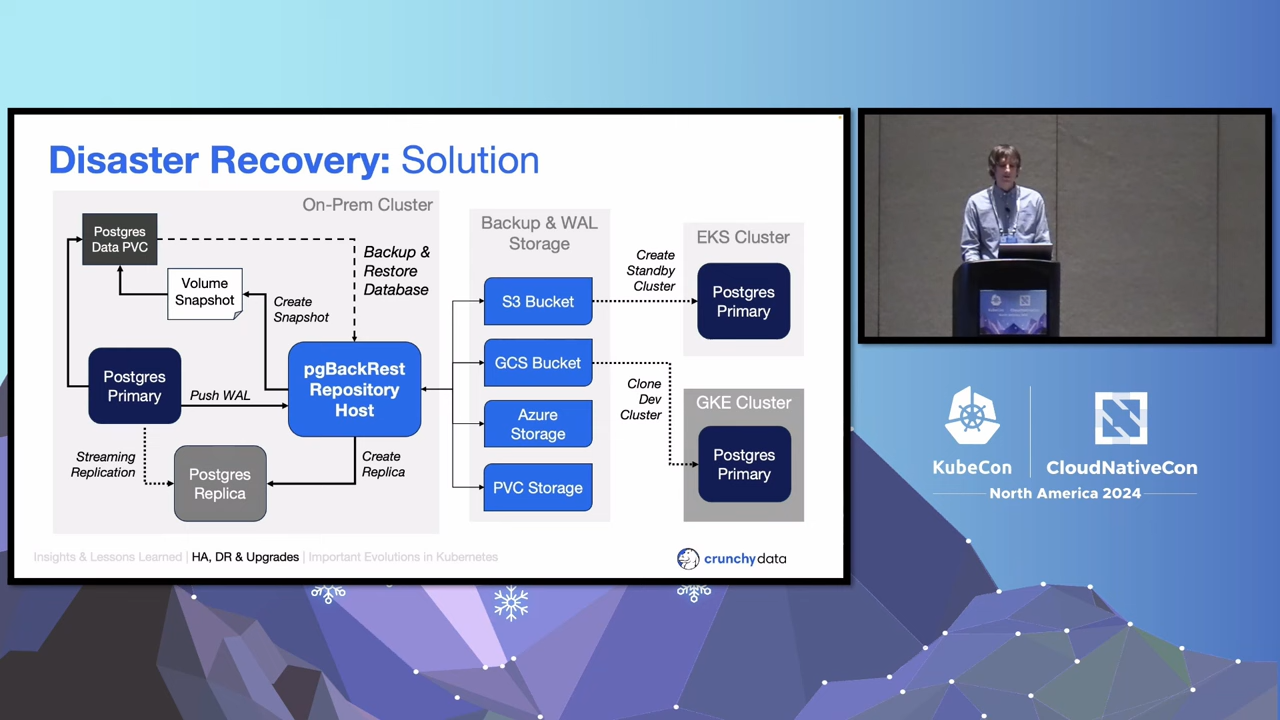 Disaster Recovery: Solution
On-Prem Cluster
Postgres
Data PVC
Volume
Snapshot
Create
Snapshot
Backup &
Restore
Database
Postgres
Primary
Push WAL
pgBackRest
Repository
Host
Streaming
Replication
Postgres
Replica
Create
Replica
Backup & WAL
Storage
S3 Bucket
GCS Bucket
Azure
Storage
PVC Storage
Create
Standby
Cluster
EKS Cluster
Postgres
Primary
Clone
Dev
Cluster
GKE Cluster
Postgres
Primary
Insights & Lessons Learned | HA, DR & Upgrades | Important Evolutions in Kubernetes
crunchydata
KubeCon
CloudNativeCon
North America 2024